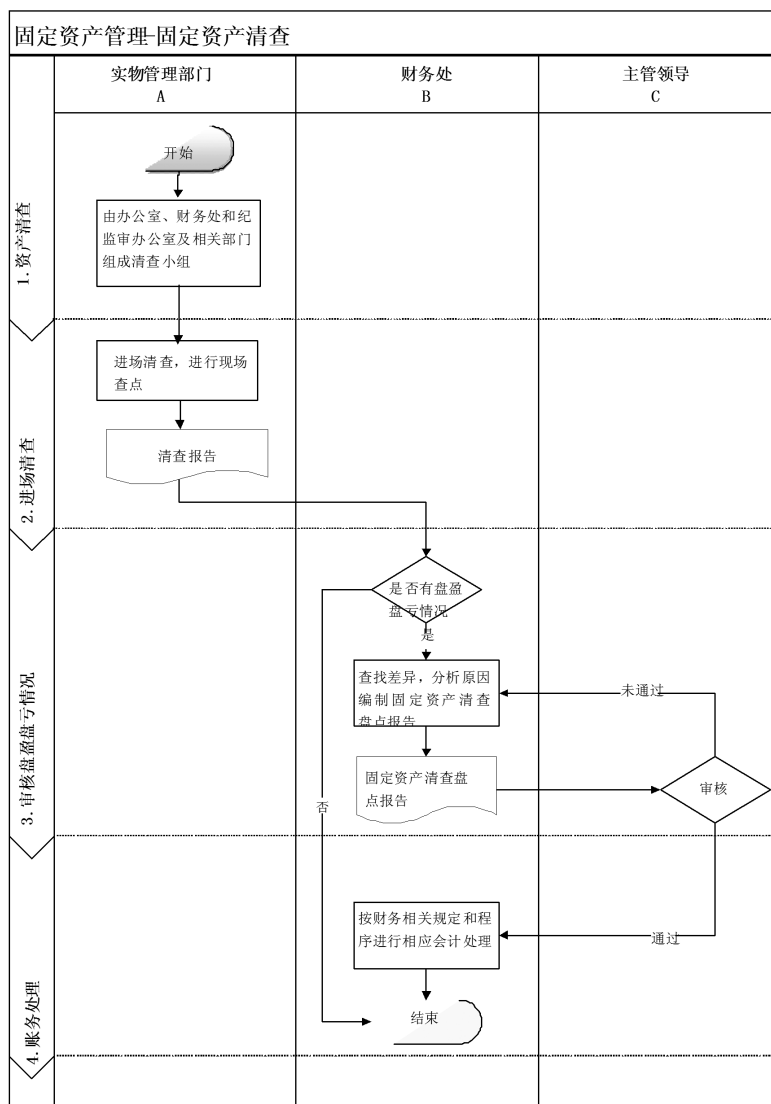 固定资产管理-固定资产清查
实物管理部门
A
财务处
B
主管领导
C
1.资产清查
开始
由办公室、财务处和纪
监审办公室及相关部门
组成清查小组
2.进场清查
进场清查，进行现场
查点
清查报告
3.审核盘盈盘亏情况
是否有盘盈
盘亏情况
是
查找差异，分析原因
编制固定资产清查
盘点报告
未通过
固定资产清查盘
点报告
审核
否
4.账务处理
按财务相关规定和程
序进行相应会计处理
通过
结束